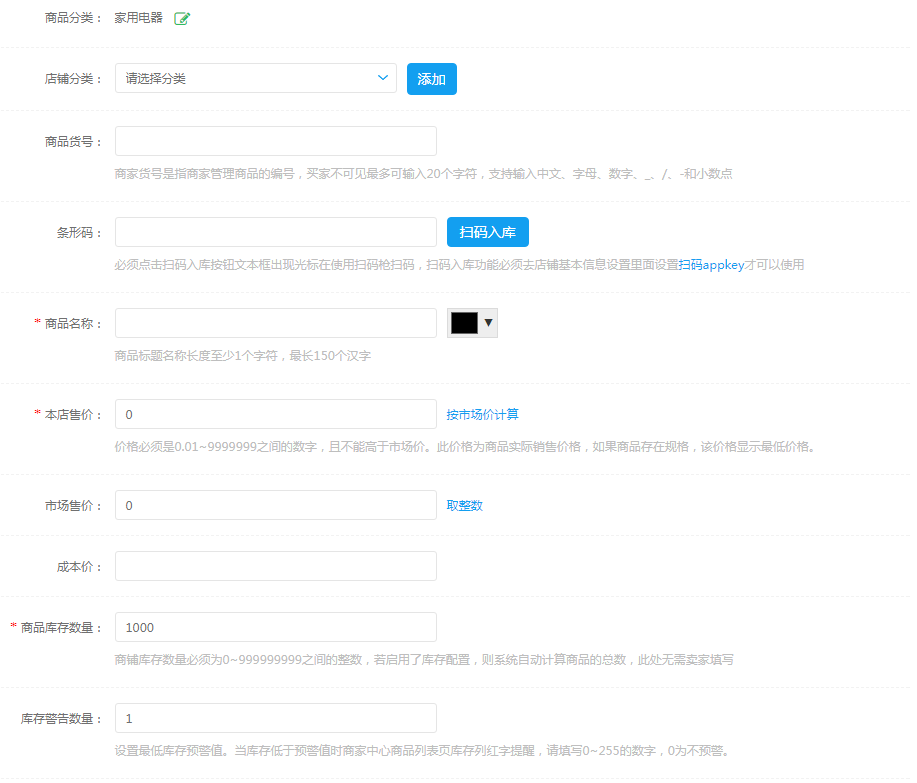 商品分类： 家用电器
店铺分类： 请选择分类 添加
商品货号：
商家货号是指商家管理商品的编号，买家不可见最多可输入20个字符，支持输入中文、字母、数字、_、/、-和小数点
条形码： 扫码入库
必须点击扫码入库按钮文本框出现光标在使用扫码枪扫码，扫码入库功能必须去店铺基本信息设置里面设置扫码appkey才可以使用
* 商品名称：
商品标题名称长度至少1个字符，最长150个汉字
* 本店售价： 0 按市场价计算
价格必须是0.01~9999999之间的数字，且不能高于市场价。此价格为商品实际销售价格，如果商品存在规格，该价格显示最低价格。
市场售价： 0 取整数
成本价：
* 商品库存数量： 1000
商铺库存数量必须为0~999999999之间的整数，若启用了库存配置，则系统自动计算商品的总数，此处无需卖家填写
库存警告数量： 1
设置最低库存预警值。当库存低于预警值时商家中心商品列表页库存列红字提醒，请填写0~255的数字，0为不预警。